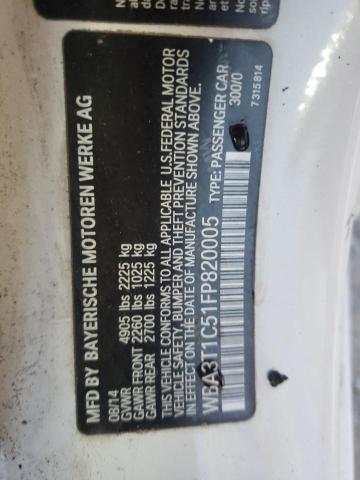 MFD BY BAYERISCHE MOTOREN WERKE AG
08/14
GVWR 4905 lbs 2225 kg
GAWR FRONT 2260 lbs 1025 kg
GAWR REAR 2700 lbs 1225 kg
THIS VEHICLE CONFORMS TO ALL APPLICABLE U.S.FEDERAL MOTOR
VEHICLE SAFETY, BUMPER AND THEFT PREVENTION STANDARDS
IN EFFECT ON THE DATE OF MANUFACTURE SHOWN ABOVE.
WBA3T1C51FP820005 TYPE: PASSENGER CAR
300/0
7 315 814